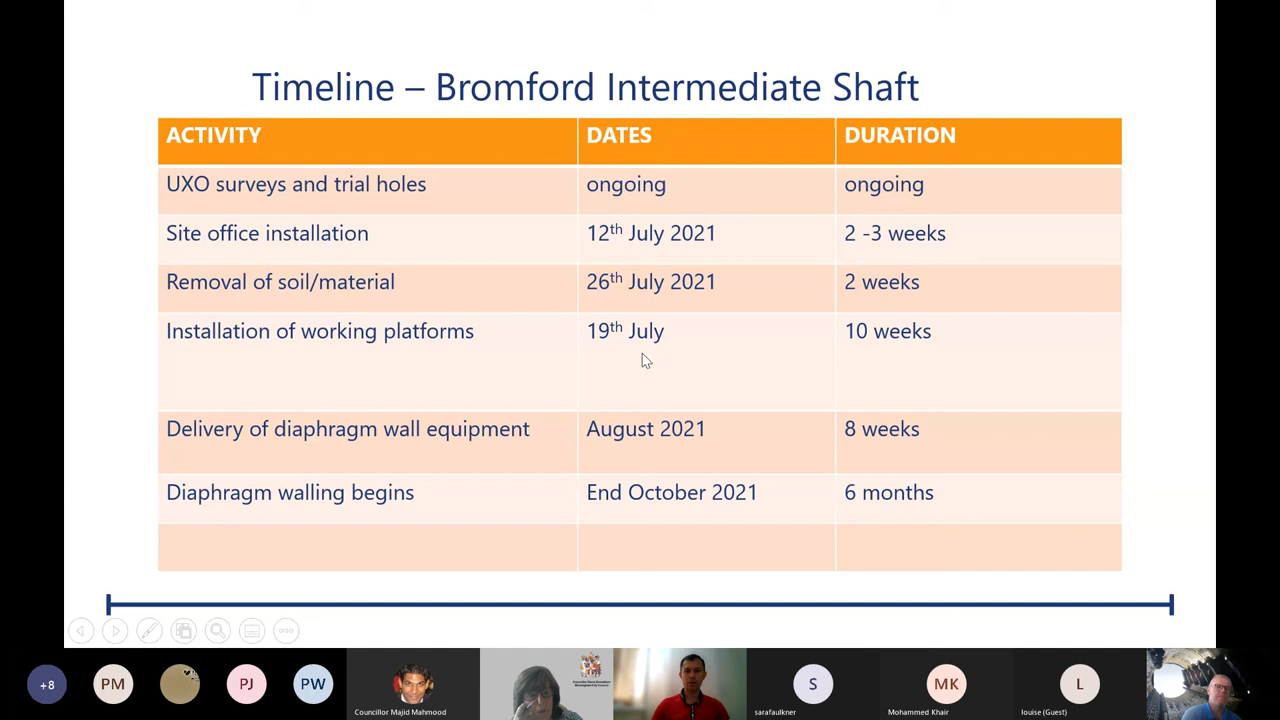 Timeline – Bromford Intermediate Shaft
ACTIVITY DATES DURATION
UXO surveys and trial holes ongoing ongoing
Site office installation 12th July 2021 2 -3 weeks
Removal of soil/material 26th July 2021 2 weeks
Installation of working platforms 19th July 10 weeks
Delivery of diaphragm wall equipment August 2021 8 weeks
Diaphragm walling begins End October 2021 6 months
+8 PM PJ PW S MK L
Councillor Majid Mahmood sarafaulkner Mohammed Khair louise (Guest)